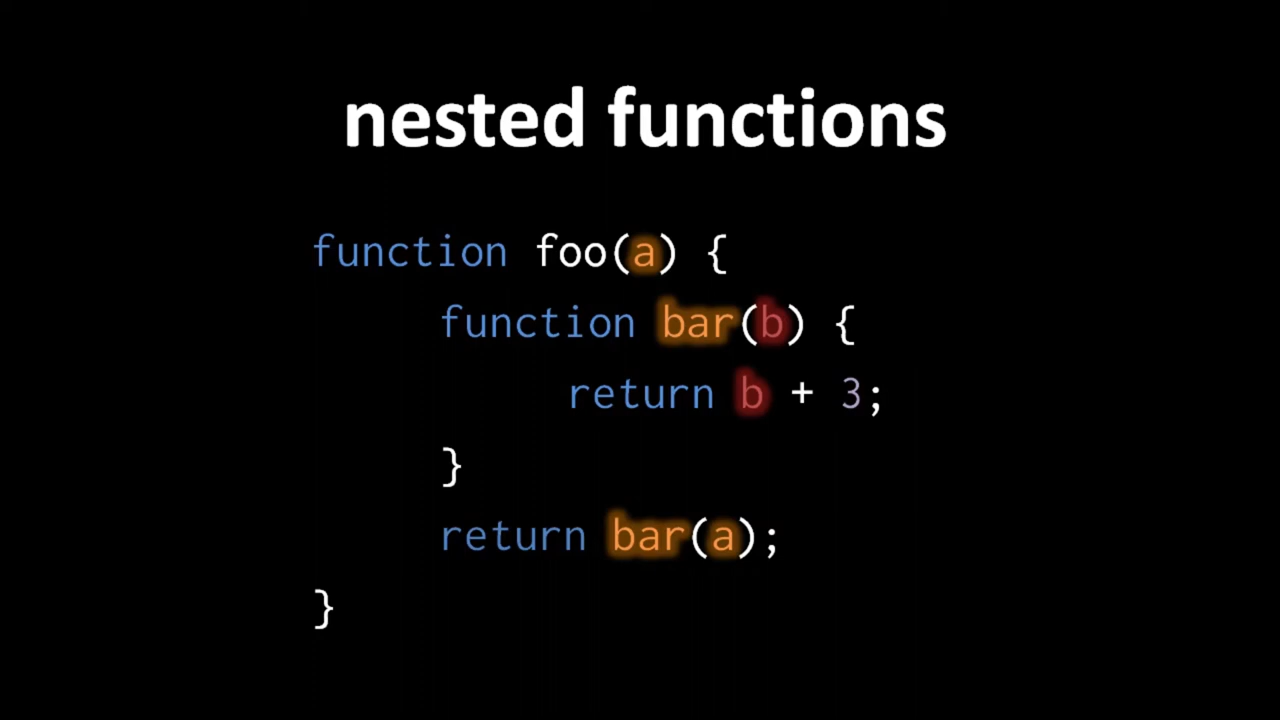 nested functions
function foo(a) {
function bar(b) {
return b + 3;
}
return bar(a);
}